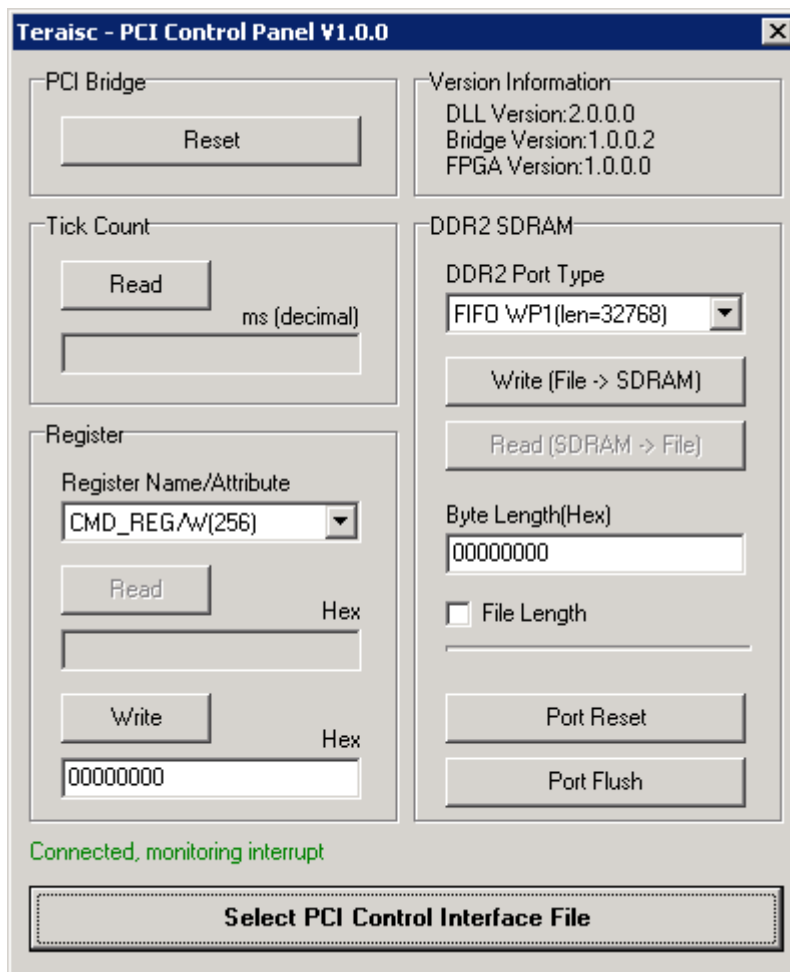 Teraisc - PCI Control Panel V1.0.0
PCI Bridge
Reset
Version Information
DLL Version:2.0.0.0
Bridge Version:1.0.0.2
FPGA Version:1.0.0.0
Tick Count
Read
ms (decimal)
Register
Register Name/Attribute
CMD_REG/W(256)
Read
Hex
Write
Hex
00000000
DDR2 SDRAM
DDR2 Port Type
FIFO WP1(len=32768)
Write (File -> SDRAM)
Read (SDRAM -> File)
Byte Length(Hex)
00000000
File Length
Port Reset
Port Flush
Connected, monitoring interrupt
Select PCI Control Interface File